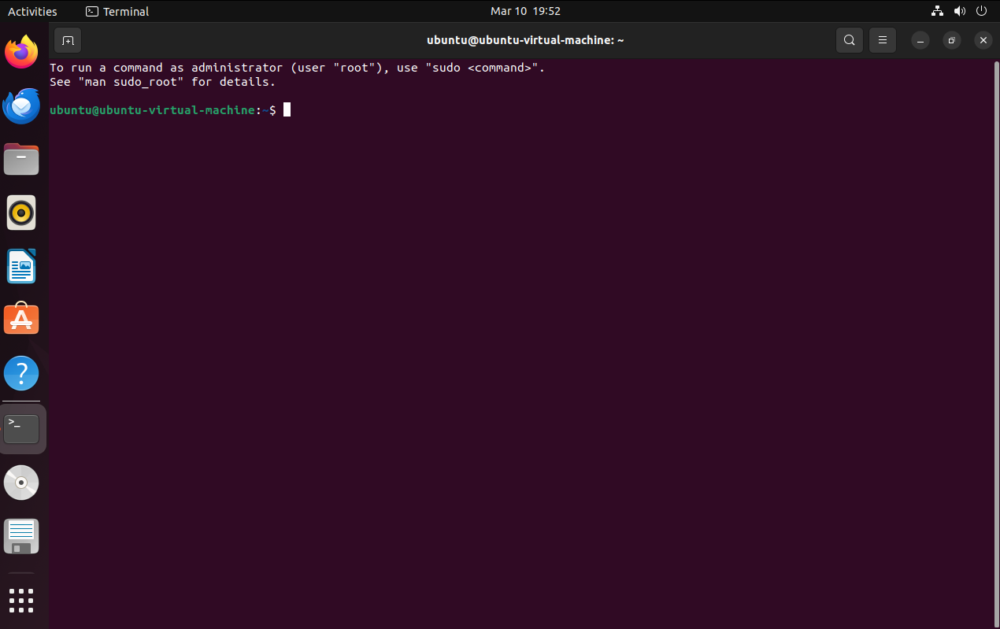 Activities
Terminal
Mar 10 19:52
ubuntu@ubuntu-virtual-machine: ~
To run a command as administrator (user "root"), use "sudo <command>".
See "man sudo_root" for details.
ubuntu@ubuntu-virtual-machine:~$